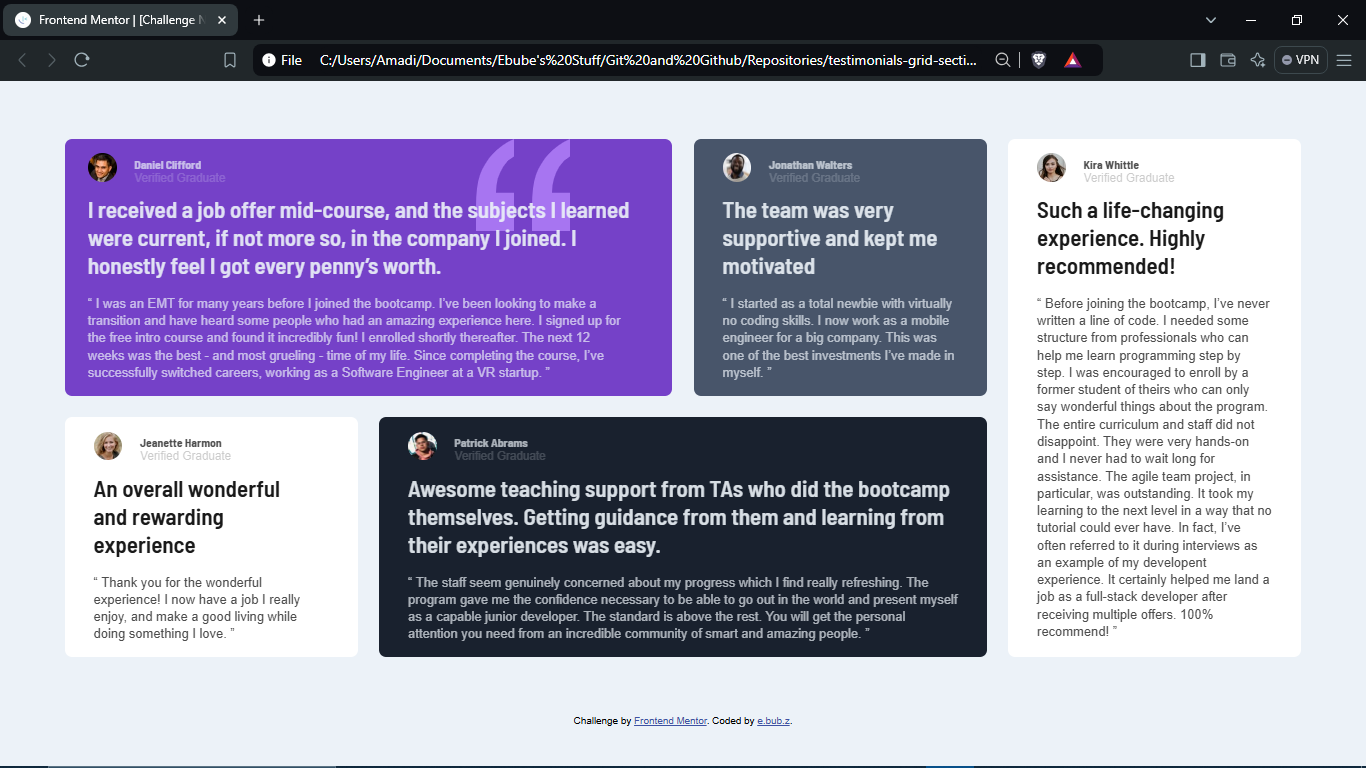 Frontend Mentor | [Challenge N
File C:/Users/Amadi/Documents/Ebube's%20Stuff/Git%20and%20Github/Repositories/testimonials-grid-secti...
VPN
Daniel Clifford
Verified Graduate
I received a job offer mid-course, and the subjects I learned
were current, if not more so, in the company I joined. I
honestly feel I got every penny’s worth.
“ I was an EMT for many years before I joined the bootcamp. I’ve been looking to make a
transition and have heard some people who had an amazing experience here. I signed up for
the free intro course and found it incredibly fun! I enrolled shortly thereafter. The next 12
weeks was the best - and most grueling - time of my life. Since completing the course, I’ve
successfully switched careers, working as a Software Engineer at a VR startup. ”
Jonathan Walters
Verified Graduate
The team was very
supportive and kept me
motivated
“ I started as a total newbie with virtually
no coding skills. I now work as a mobile
engineer for a big company. This was
one of the best investments I’ve made in
myself. ”
Kira Whittle
Verified Graduate
Such a life-changing
experience. Highly
recommended!
“ Before joining the bootcamp, I’ve never
written a line of code. I needed some
structure from professionals who can
help me learn programming step by
step. I was encouraged to enroll by a
former student of theirs who can only
say wonderful things about the program.
The entire curriculum and staff did not
disappoint. They were very hands-on
and I never had to wait long for
assistance. The agile team project, in
particular, was outstanding. It took my
learning to the next level in a way that no
tutorial could ever have. In fact, I’ve
often referred to it during interviews as
an example of my developent
experience. It certainly helped me land a
job as a full-stack developer after
receiving multiple offers. 100%
recommend! ”
Jeanette Harmon
Verified Graduate
An overall wonderful
and rewarding
experience
“ Thank you for the wonderful
experience! I now have a job I really
enjoy, and make a good living while
doing something I love. ”
Patrick Abrams
Verified Graduate
Awesome teaching support from TAs who did the bootcamp
themselves. Getting guidance from them and learning from
their experiences was easy.
“ The staff seem genuinely concerned about my progress which I find really refreshing. The
program gave me the confidence necessary to be able to go out in the world and present myself
as a capable junior developer. The standard is above the rest. You will get the personal
attention you need from an incredible community of smart and amazing people. ”
Challenge by Frontend Mentor. Coded by e.bub.z.